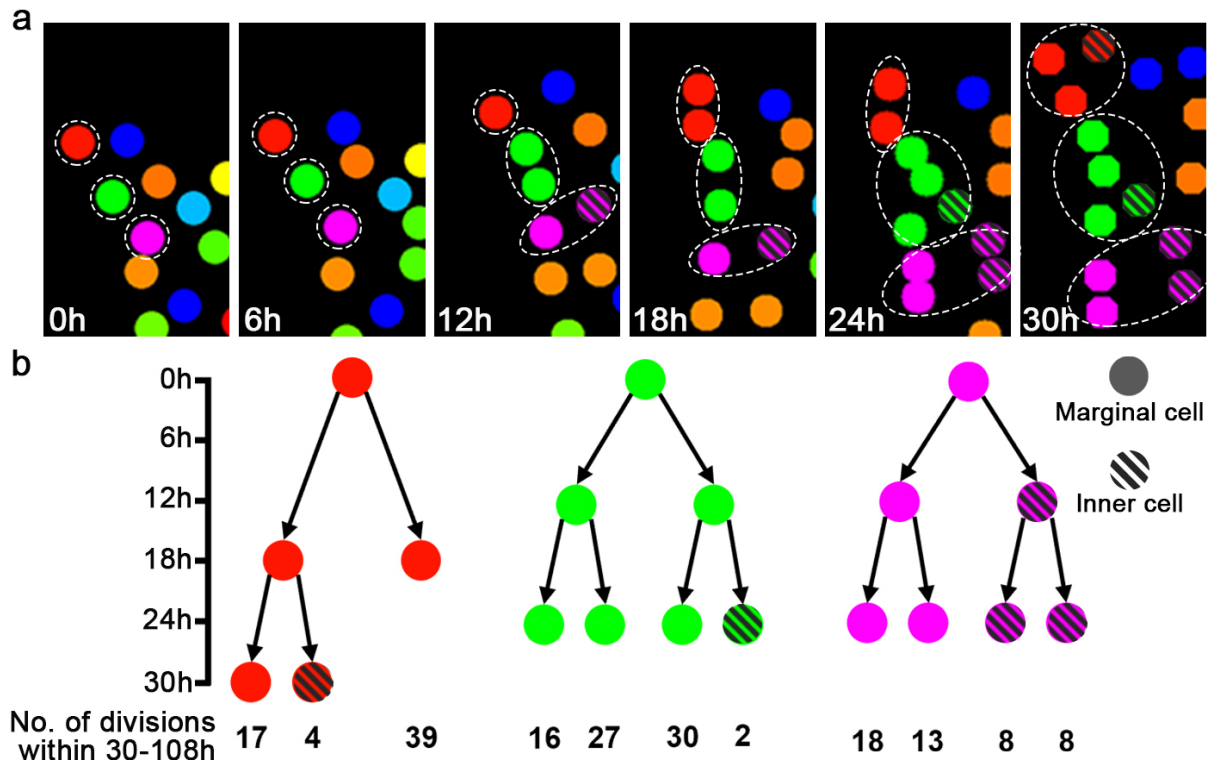 a
0h
6h
12h
18h
24h
30h
b
0h
6h
12h
18h
24h
30h
Marginal cell
Inner cell
No. of divisions
within 30-108h
17 4 39 16 27 30 2 18 13 8 8